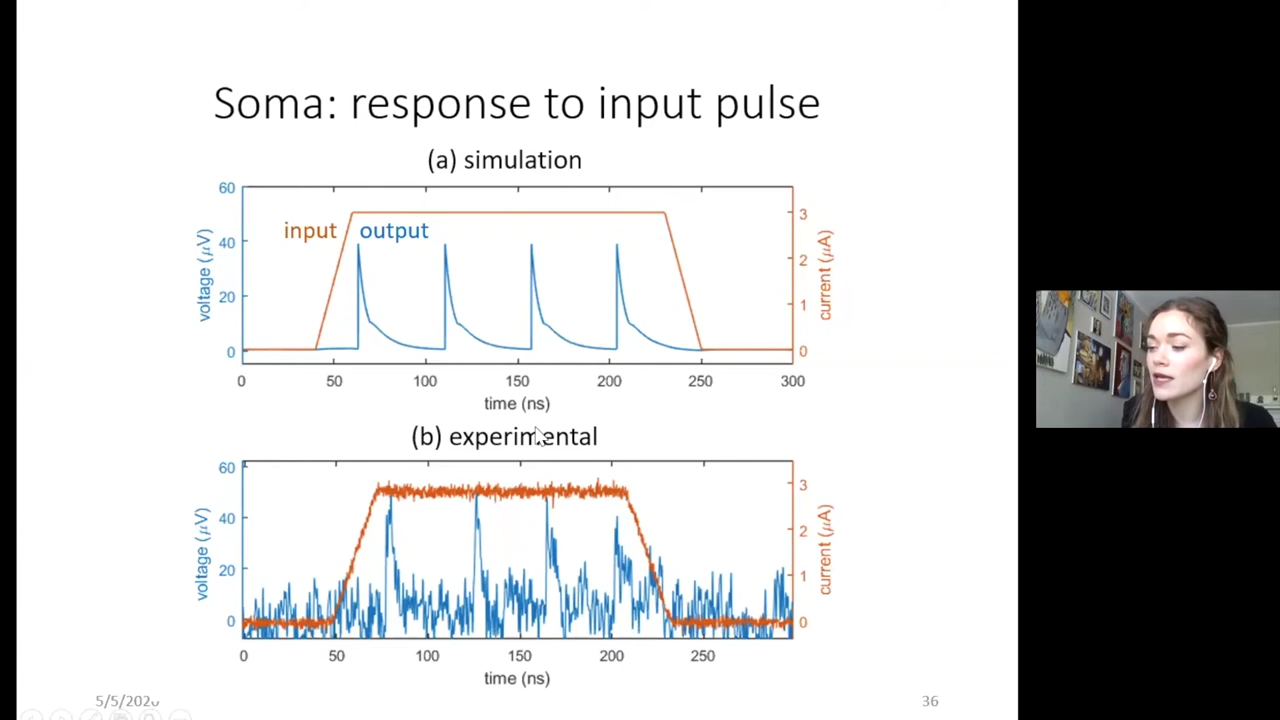 Soma: response to input pulse
(a) simulation
60
40
20
0
voltage (μV)
input
output
3
2
1
0
current (μA)
0 50 100 150 200 250 300
time (ns)
(b) experimental
60
40
20
0
voltage (μV)
3
2
1
0
current (μA)
0 50 100 150 200 250
time (ns)
5/5/2020
36